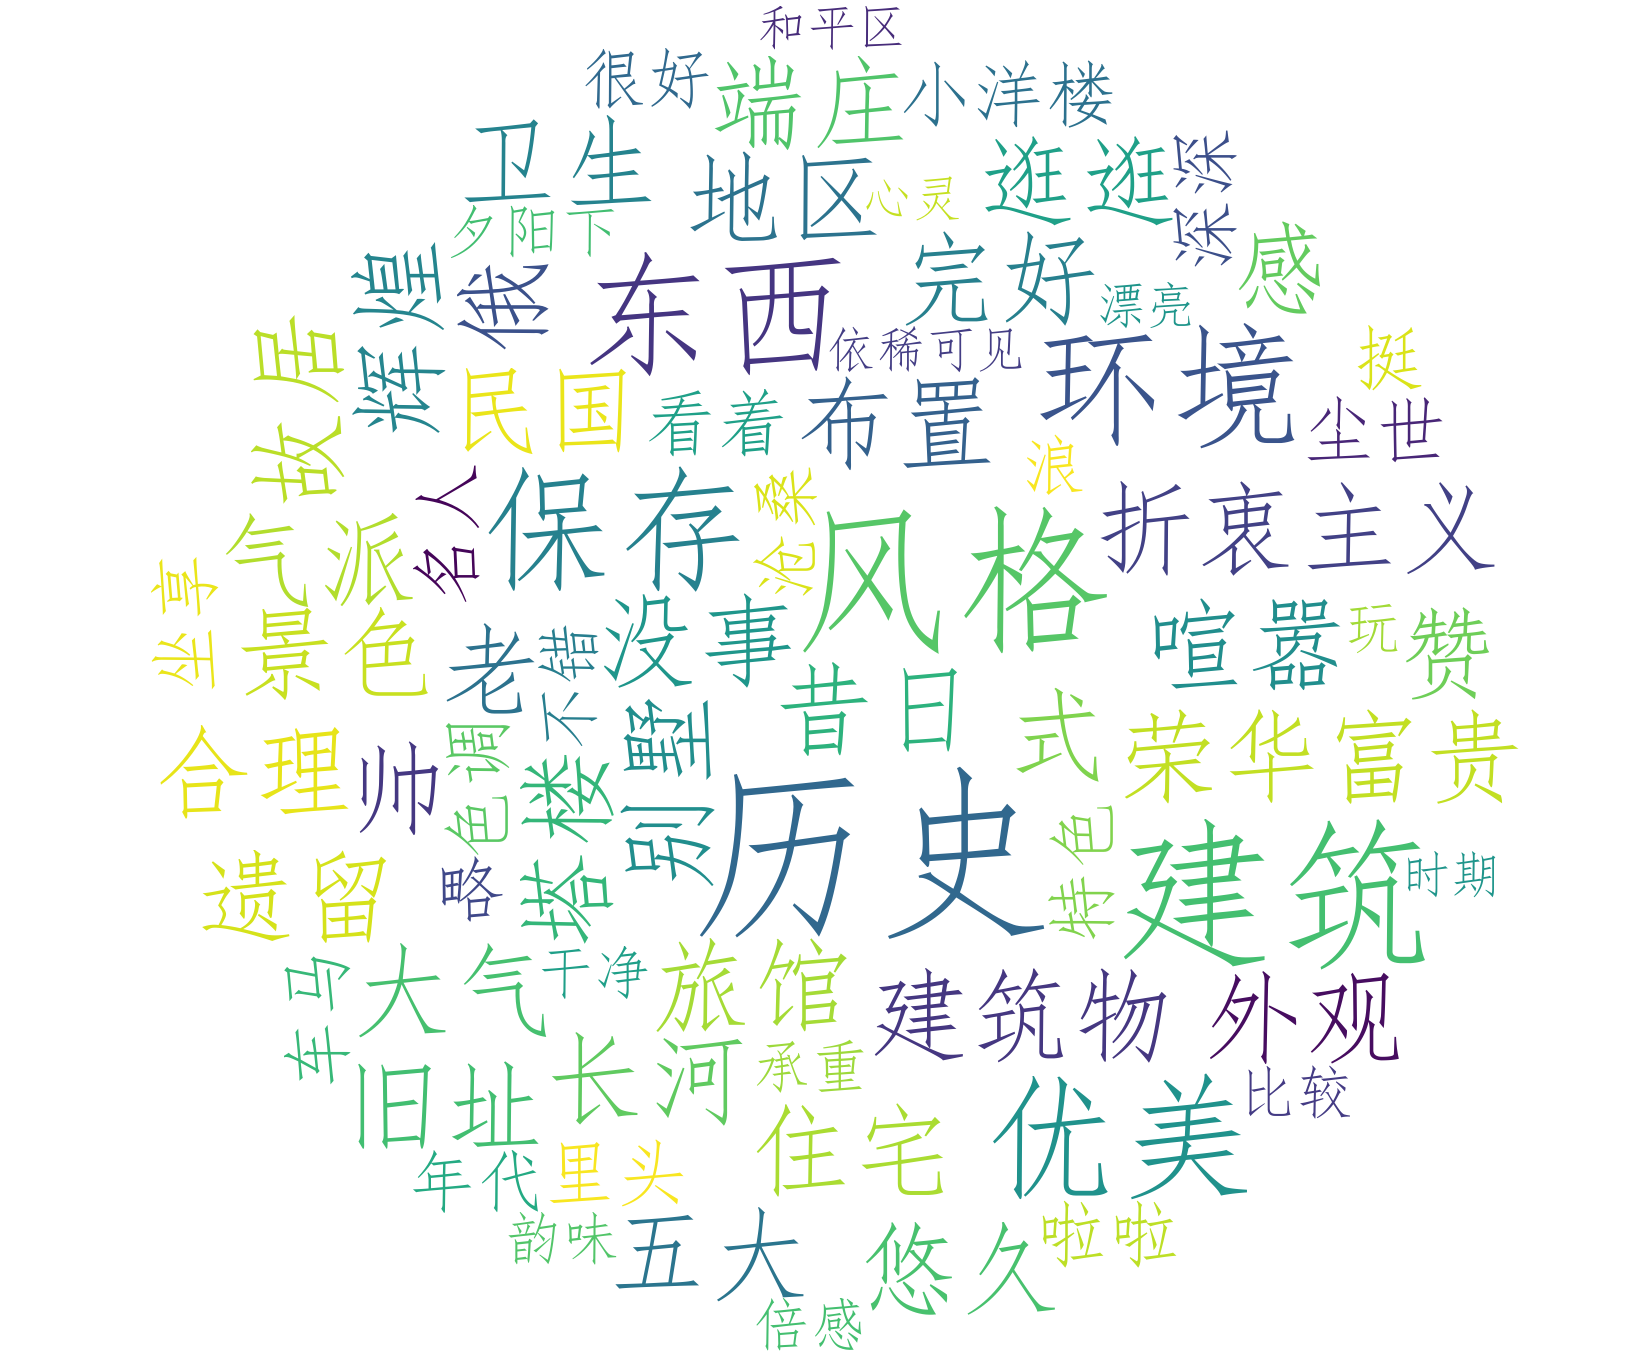 和平区
很好
端庄
小洋楼
卫生
地区
心灵
逛逛
深深
夕阳下
感
辉煌
俄
东西
完好
漂亮
依稀可见
环境
挺
故居
民国
看着
布置
尘世
名人
保存
沧桑
浪
风格
折衷主义
气派
坐享
景色
老
不错
没事
喧嚣
玩
赞
昔日
式
荣华富贵
合理
帅
色调
塔楼
别墅
历史
特色
建筑
时期
遗留
略
车马
大气
干净
旅馆
建筑物
外观
旧址
长河
承重
优美
比较
年代
里头
住宅
韵味
五大
悠久
啦啦
倍感